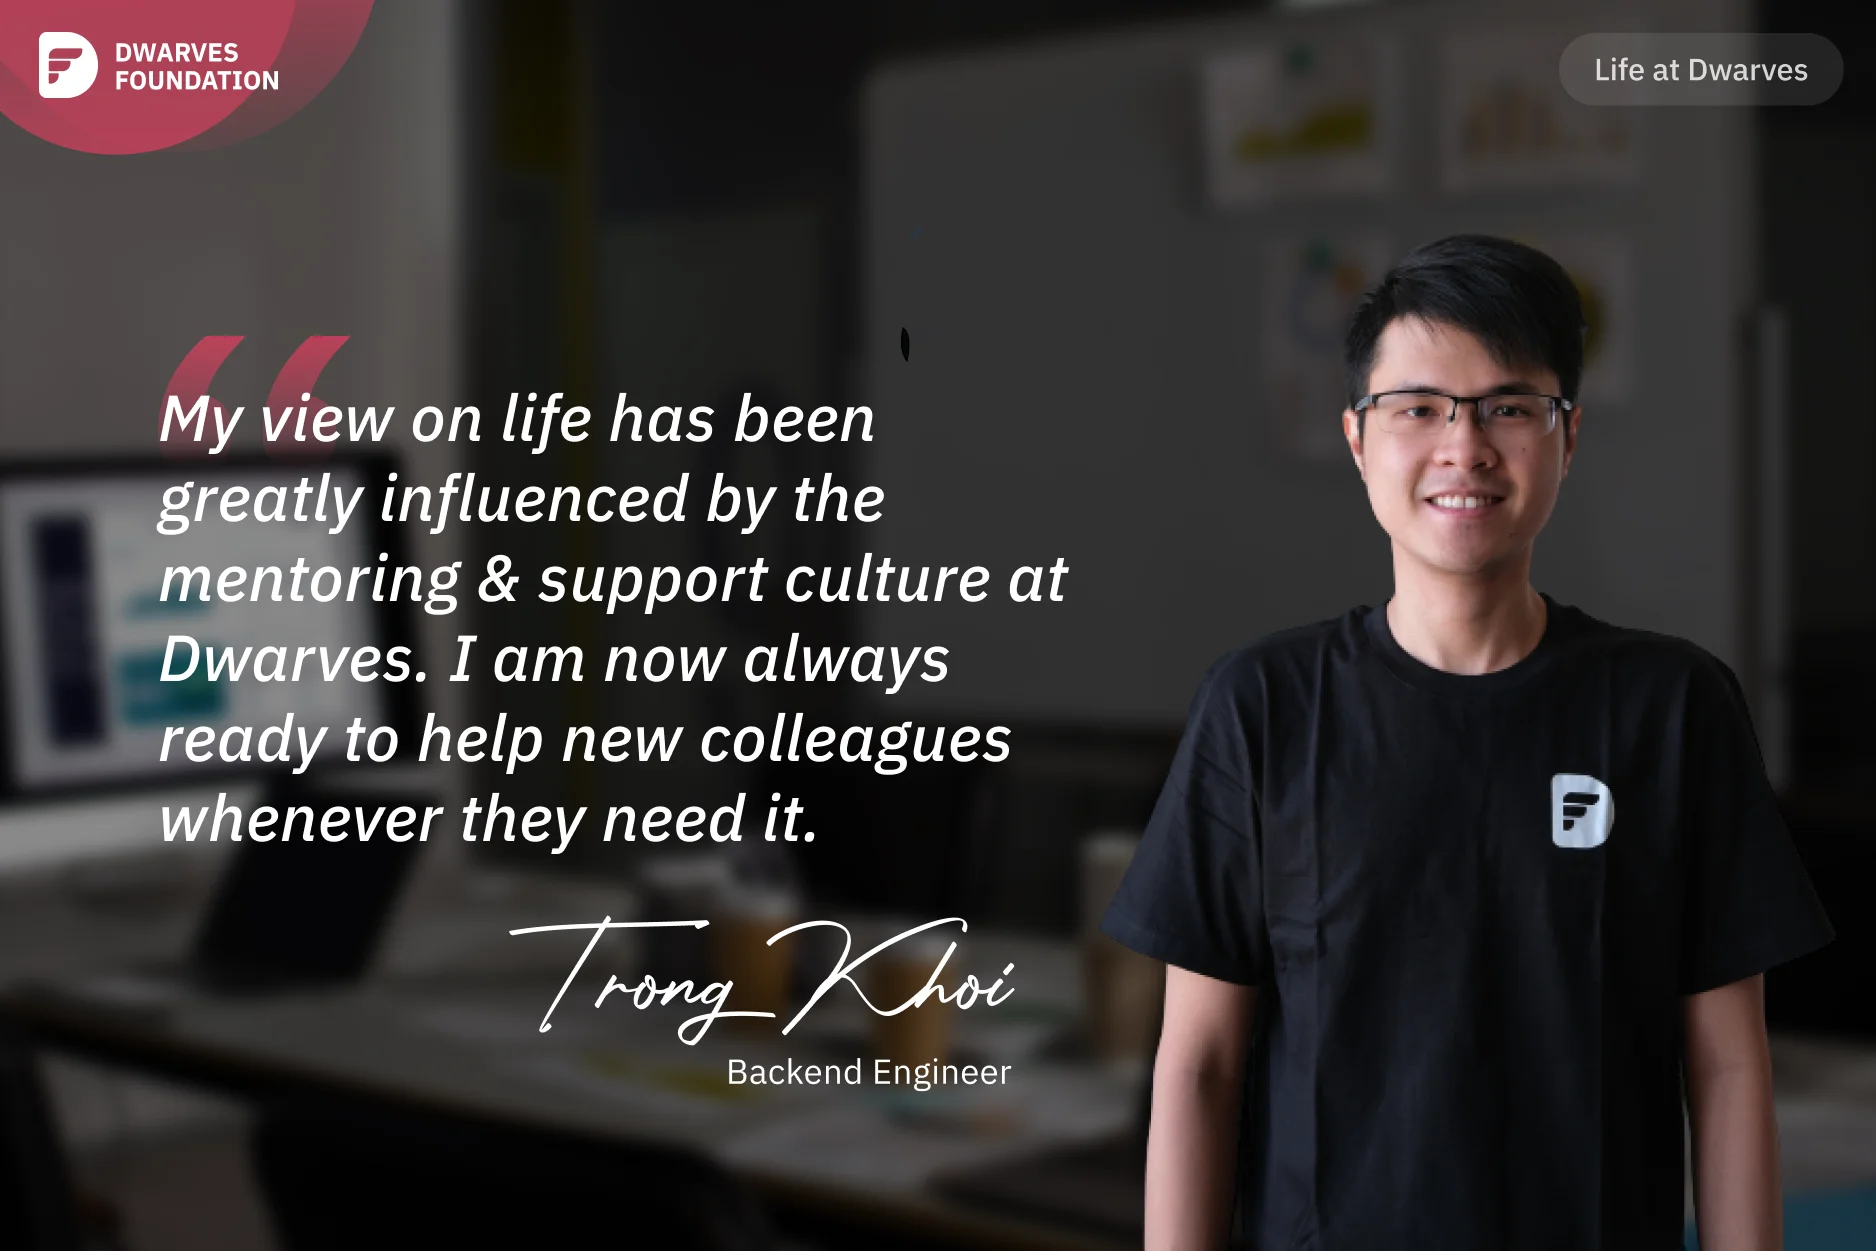 DWARVES
FOUNDATION
Life at Dwarves
“
My view on life has been
greatly influenced by the
mentoring & support culture at
Dwarves. I am now always
ready to help new colleagues
whenever they need it.
Trong Khoi
Backend Engineer